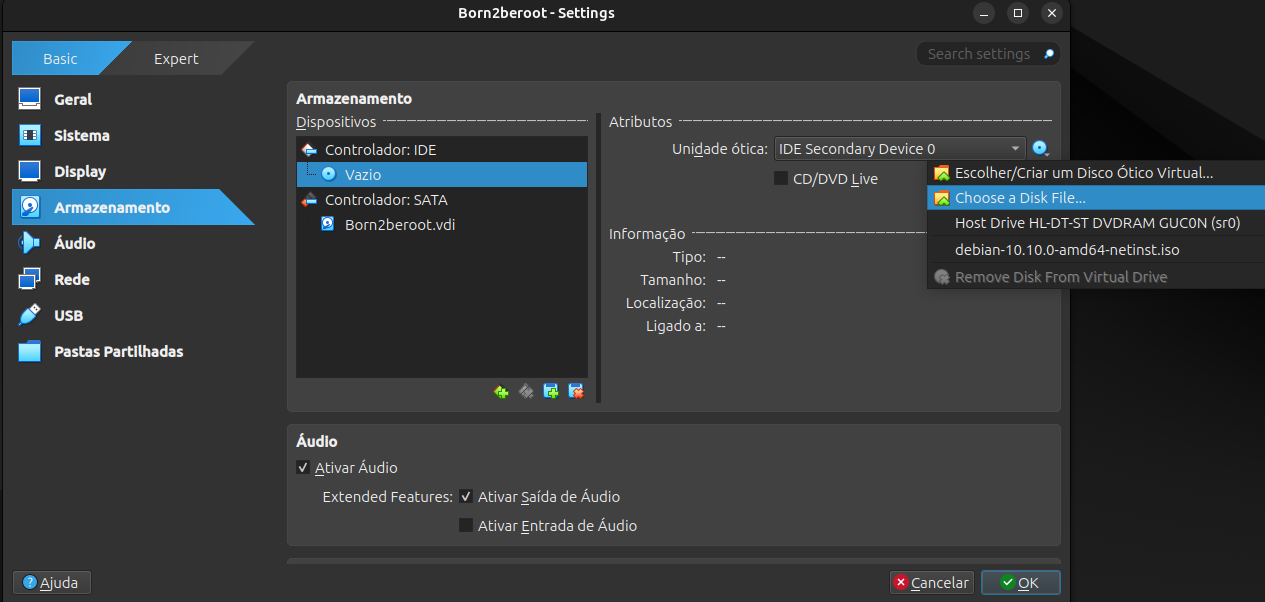 Born2beroot - Settings
Basic
Expert
Search settings
Geral
Sistema
Display
Armazenamento
Áudio
Rede
USB
Pastas Partilhadas
Armazenamento
Dispositivos
Controlador: IDE
Vazio
Controlador: SATA
Born2beroot.vdi
Atributos
Unidade ótica: IDE Secondary Device 0
CD/DVD Live
Escolher/Criar um Disco Ótico Virtual...
Choose a Disk File...
Host Drive HL-DT-ST DVDRAM GUC0N (sr0)
debian-10.10.0-amd64-netinst.iso
Remove Disk From Virtual Drive
Informação
Tipo: --
Tamanho: --
Localização: --
Ligado a: --
Áudio
Ativar Áudio
Extended Features: Ativar Saída de Áudio
Ativar Entrada de Áudio
Ajuda
Cancelar
OK